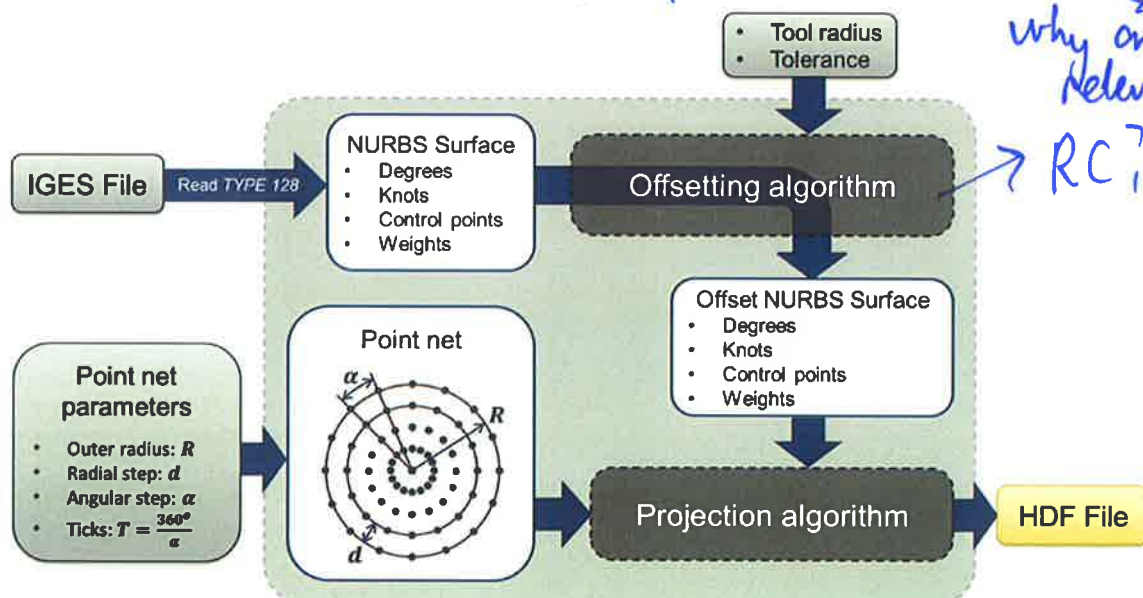 • Tool radius
• Tolerance
why
IGES File
Read TYPE 128
NURBS Surface
• Degrees
• Knots
• Control points
• Weights
Offsetting algorithm
RC
Offset NURBS Surface
• Degrees
• Knots
• Control points
• Weights
Point net parameters
• Outer radius: R
• Radial step: d
• Angular step: α
• Ticks: T = 360°/α
Point net
α
R
d
Projection algorithm
HDF File